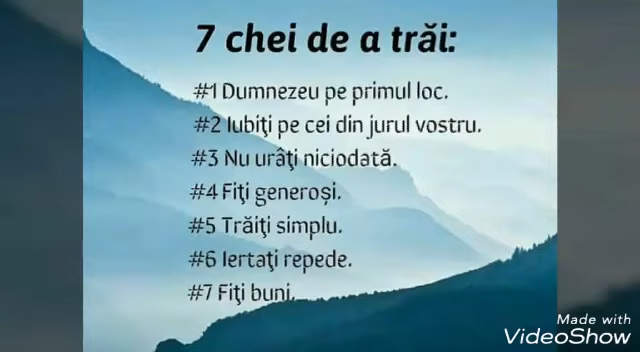 7 chei de a trăi:
#1 Dumnezeu pe primul loc.
#2 Iubiţi pe cei din jurul vostru.
#3 Nu urâţi niciodată.
#4 Fiţi generoși.
#5 Trăiţi simplu.
#6 Iertaţi repede.
#7 Fiţi buni.
Made with
VideoShow